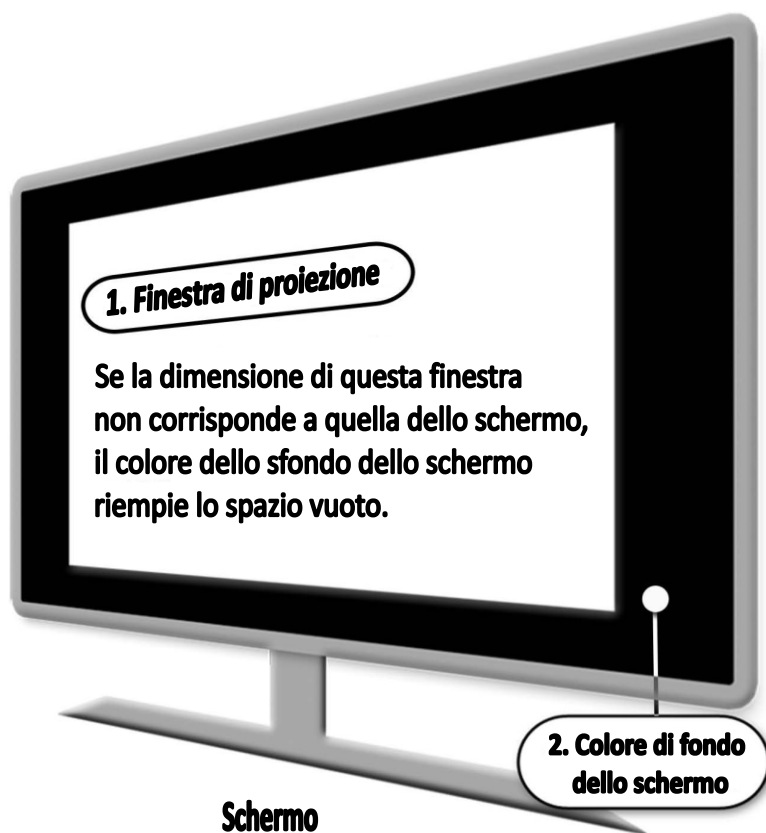 1. Finestra di proiezione
Se la dimensione di questa finestra
non corrisponde a quella dello schermo,
il colore dello sfondo dello schermo
riempie lo spazio vuoto.
2. Colore di fondo
dello schermo
Schermo